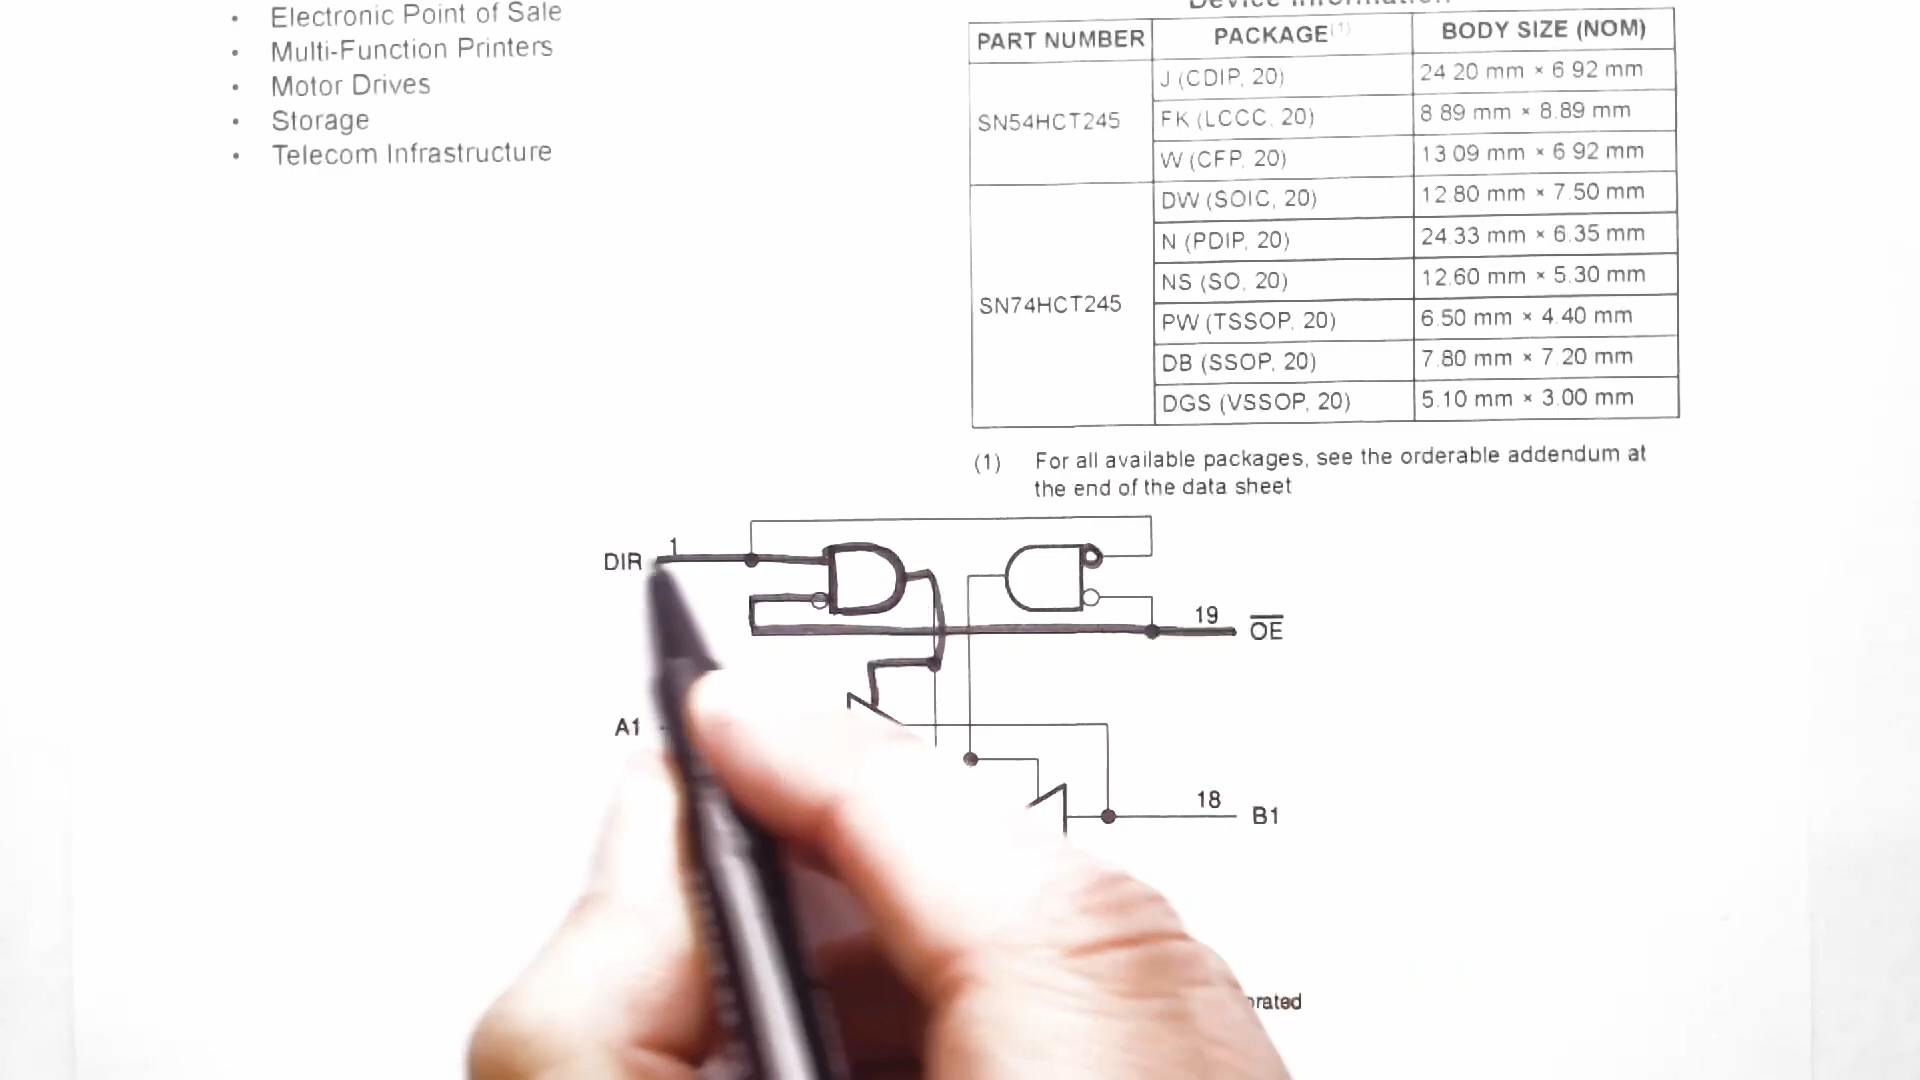 Electronic Point of Sale
Multi-Function Printers
Motor Drives
Storage
Telecom Infrastructure
Device Information
PART NUMBER PACKAGE(1) BODY SIZE (NOM)
SN54HCT245
J (CDIP, 20) 24.20 mm × 6.92 mm
FK (LCCC, 20) 8.89 mm × 8.89 mm
W (CFP, 20) 13.09 mm × 6.92 mm
SN74HCT245
DW (SOIC, 20) 12.80 mm × 7.50 mm
N (PDIP, 20) 24.33 mm × 6.35 mm
NS (SO, 20) 12.60 mm × 5.30 mm
PW (TSSOP, 20) 6.50 mm × 4.40 mm
DB (SSOP, 20) 7.80 mm × 7.20 mm
DGS (VSSOP, 20) 5.10 mm × 3.00 mm
(1) For all available packages, see the orderable addendum at
the end of the data sheet
DIR 1
19 OE
A1
18 B1